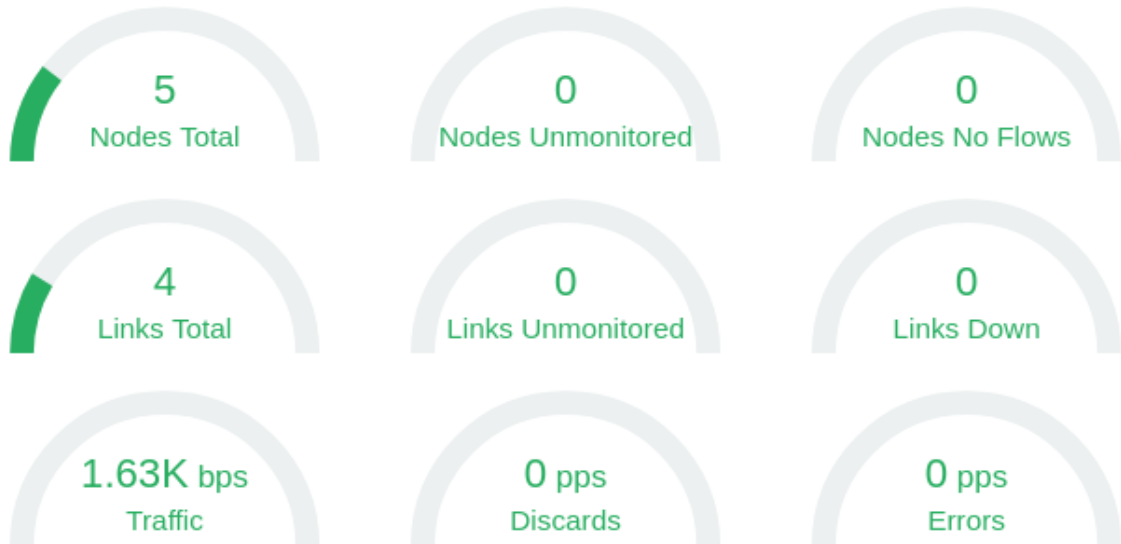 5
Nodes Total
0
Nodes Unmonitored
0
Nodes No Flows
4
Links Total
0
Links Unmonitored
0
Links Down
1.63K bps
Traffic
0 pps
Discards
0 pps
Errors